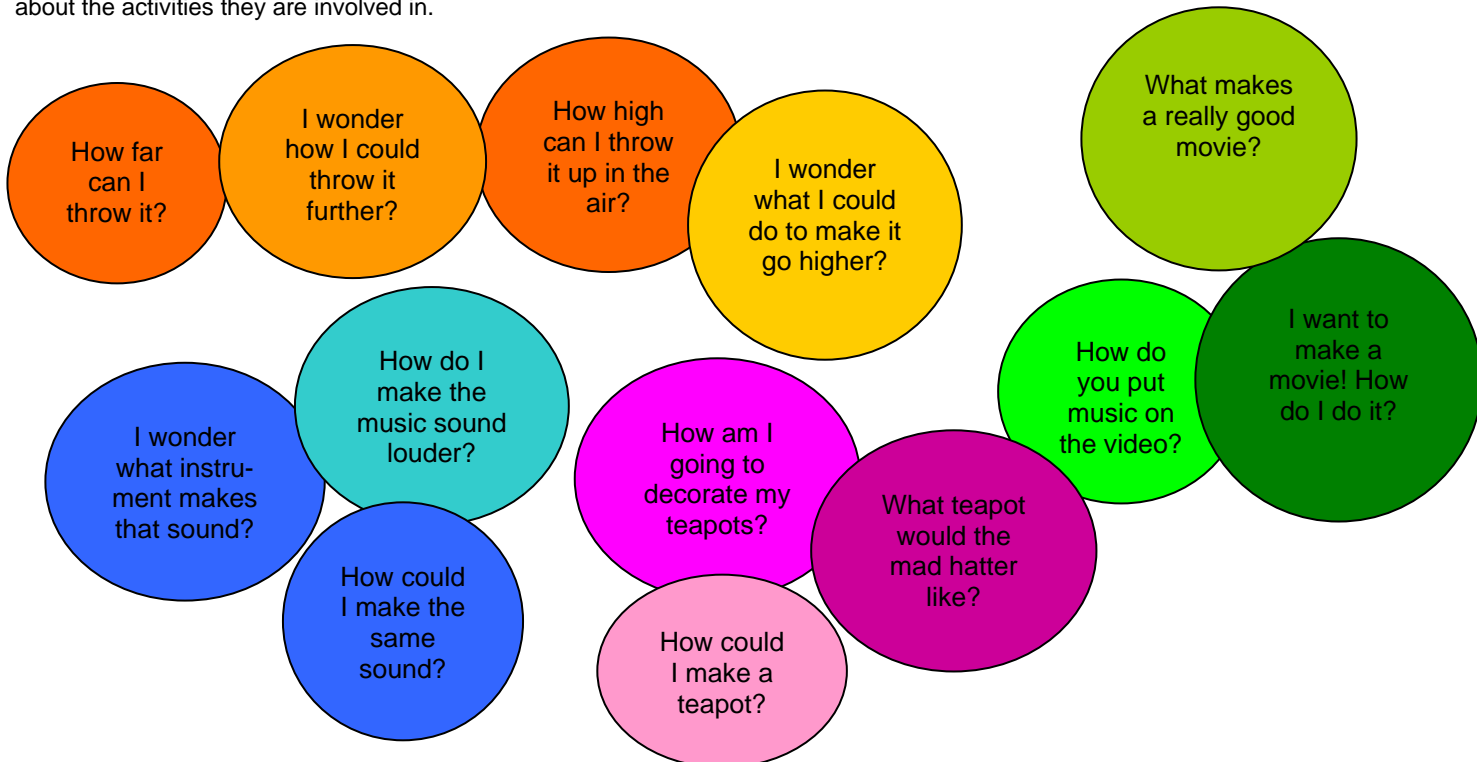 about the activities they are involved in.
How far
can I
throw it?
I wonder
how I could
throw it
further?
How high
can I throw
it up in the
air?
I wonder
what I could
do to make it
go higher?
What makes
a really good
movie?
I wonder
what instru-
ment makes
that sound?
How do I
make the
music sound
louder?
How could
I make the
same
sound?
How am I
going to
decorate my
teapots?
How could
I make a
teapot?
What teapot
would the
mad hatter
like?
How do
you put
music on
the video?
I want to
make a
movie! How
do I do it?